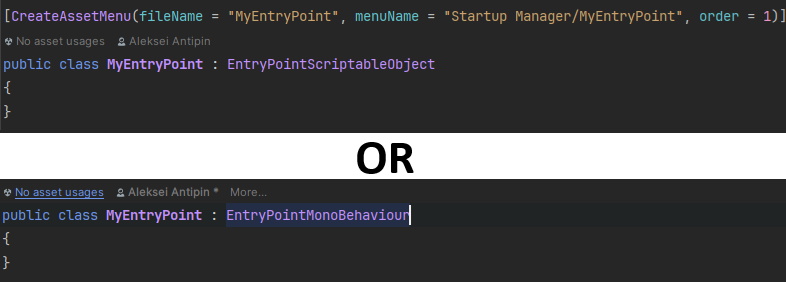 [CreateAssetMenu(fileName = "MyEntryPoint", menuName = "Startup Manager/MyEntryPoint", order = 1)]
No asset usages Aleksei Antipin
public class MyEntryPoint : EntryPointScriptableObject
{
}
OR
No asset usages Aleksei Antipin * More...
public class MyEntryPoint : EntryPointMonoBehaviour
{
}